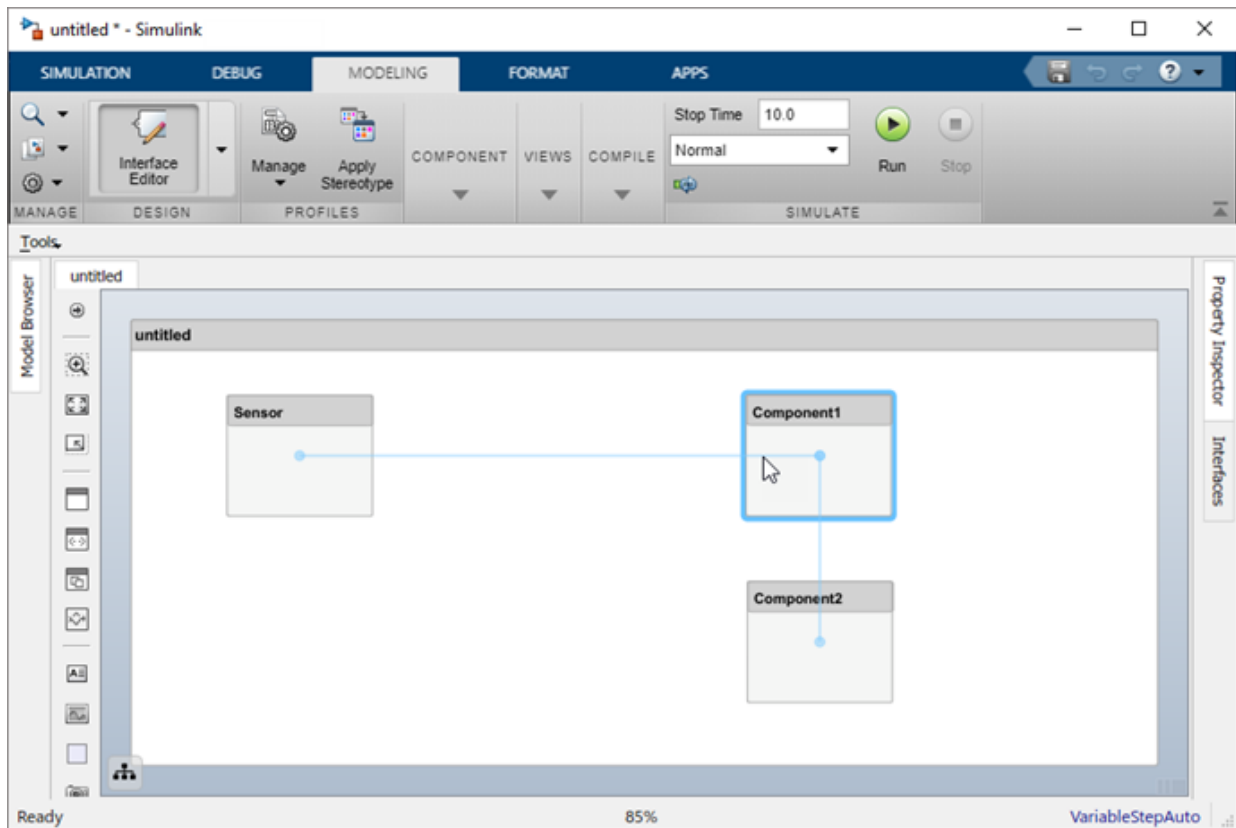 untitled * - Simulink
SIMULATION DEBUG MODELING FORMAT APPS
Stop Time 10.0
Normal
Interface Editor
Manage
Apply Stereotype
COMPONENT VIEWS COMPILE
Run Stop
MANAGE DESIGN PROFILES SIMULATE
Tools
Model Browser
untitled
untitled
Sensor
Component1
Component2
Property Inspector
Interfaces
Ready 85% VariableStepAuto